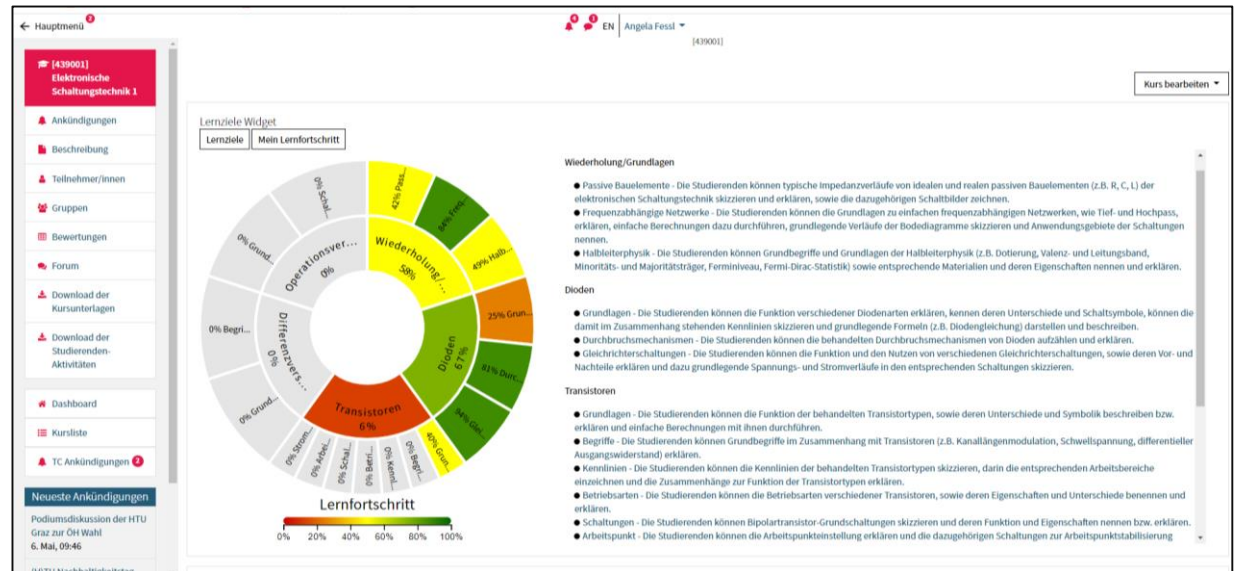 ← Hauptmenü 2
4 1 EN Angela Fessl
[439001]
[439001]
Elektronische
Schaltungstechnik 1
Ankündigungen
Beschreibung
Teilnehmer/innen
Gruppen
Bewertungen
Forum
Download der
Kursunterlagen
Download der
Studierenden-
Aktivitäten
Dashboard
Kursliste
TC Ankündigungen 2
Neueste Ankündigungen
Podiumsdiskussion der HTU
Graz zur ÖH Wahl
6. Mai, 09:46
Kurs bearbeiten
Lernziele Widget
Lernziele Mein Lernfortschritt
Wiederholung/...
58%
42% Pass...
84% Freq...
49% Halb...
Dioden
67%
25% Grun...
81% Durc...
94% Glei...
Transistoren
6%
40% Grun...
0% Begri...
0% Kennl...
0% Betri...
0% Schal...
0% Arbei...
0% Strom...
Differenzvers...
0%
0% Grund...
0% Begri...
Operationsver...
0%
0% Grund...
0% Schal...
Lernfortschritt
0% 20% 40% 60% 80% 100%
Wiederholung/Grundlagen
● Passive Bauelemente - Die Studierenden können typische Impedanzverläufe von idealen und realen passiven Bauelementen (z.B. R, C, L) der
elektronischen Schaltungstechnik skizzieren und erklären, sowie die dazugehörigen Schaltbilder zeichnen.
● Frequenzabhängige Netzwerke - Die Studierenden können die Grundlagen zu einfachen frequenzabhängigen Netzwerken, wie Tief- und Hochpass,
erklären, einfache Berechnungen dazu durchführen, grundlegende Verläufe der Bodediagramme skizzieren und Anwendungsgebiete der Schaltungen
nennen.
● Halbleiterphysik - Die Studierenden können Grundbegriffe und Grundlagen der Halbleiterphysik (z.B. Dotierung, Valenz- und Leitungsband,
Minoritäts- und Majoritätsträger, Ferminiveau, Fermi-Dirac-Statistik) sowie entsprechende Materialien und deren Eigenschaften nennen und erklären.
Dioden
● Grundlagen - Die Studierenden können die Funktion verschiedener Diodenarten erklären, kennen deren Unterschiede und Schaltsymbole, können die
damit im Zusammenhang stehenden Kennlinien skizzieren und grundlegende Formeln (z.B. Diodengleichung) darstellen und beschreiben.
● Durchbruchsmechanismen - Die Studierenden können die behandelten Durchbruchsmechanismen von Dioden aufzählen und erklären.
● Gleichrichterschaltungen - Die Studierenden können die Funktion und den Nutzen von verschiedenen Gleichrichterschaltungen, sowie deren Vor- und
Nachteile erklären und dazu grundlegende Spannungs- und Stromverläufe in den entsprechenden Schaltungen skizzieren.
Transistoren
● Grundlagen - Die Studierenden können die Funktion der behandelten Transistortypen, sowie deren Unterschiede und Symbolik beschreiben bzw.
erklären und einfache Berechnungen mit ihnen durchführen.
● Begriffe - Die Studierenden können Grundbegriffe im Zusammenhang mit Transistoren (z.B. Kanallängenmodulation, Schwellspannung, differentieller
Ausgangswiderstand) erklären.
● Kennlinien - Die Studierenden können die Kennlinien der behandelten Transistortypen skizzieren, darin die entsprechenden Arbeitsbereiche
einzeichnen und die Zusammenhänge zur Funktion der Transistortypen erklären.
● Betriebsarten - Die Studierenden können die Betriebsarten verschiedener Transistoren, sowie deren Eigenschaften und Unterschiede benennen und
erklären.
● Schaltungen - Die Studierenden können Bipolartransistor-Grundschaltungen skizzieren und deren Funktion und Eigenschaften nennen bzw. erklären.
● Arbeitspunkt - Die Studierenden können die Arbeitspunkteinstellung erklären und die dazugehörigen Schaltungen zur Arbeitspunktstabilisierung